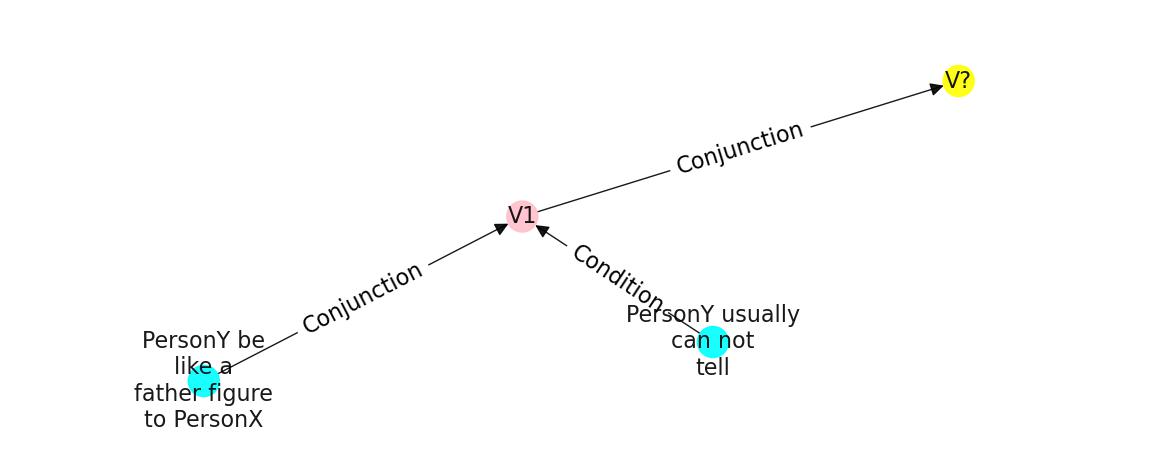 V?
Conjunction
V1
Conjunction
Condition
PersonY be
like a
father figure
to PersonX
PersonY usually
can not
tell